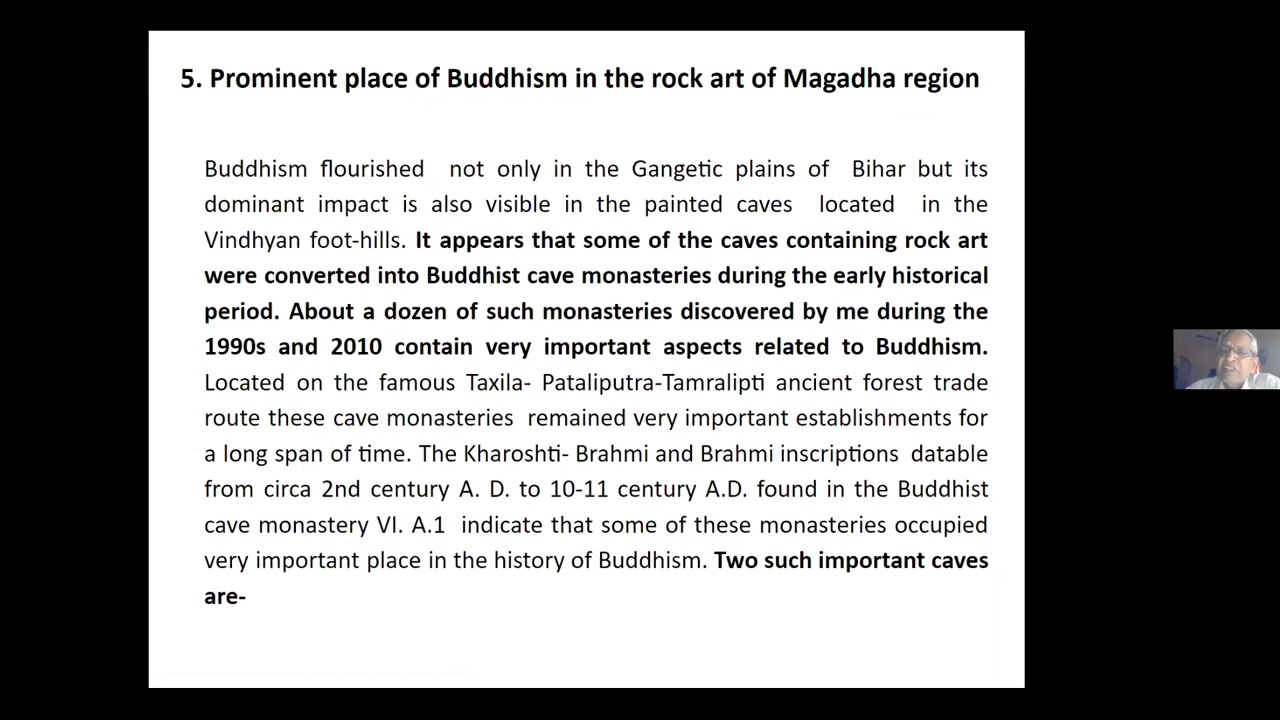 5. Prominent place of Buddhism in the rock art of Magadha region
Buddhism flourished not only in the Gangetic plains of Bihar but its
dominant impact is also visible in the painted caves located in the
Vindhyan foot-hills. It appears that some of the caves containing rock art
were converted into Buddhist cave monasteries during the early historical
period. About a dozen of such monasteries discovered by me during the
1990s and 2010 contain very important aspects related to Buddhism.
Located on the famous Taxila- Pataliputra-Tamralipti ancient forest trade
route these cave monasteries remained very important establishments for
a long span of time. The Kharoshti- Brahmi and Brahmi inscriptions datable
from circa 2nd century A. D. to 10-11 century A.D. found in the Buddhist
cave monastery VI. A.1 indicate that some of these monasteries occupied
very important place in the history of Buddhism. Two such important caves
are-